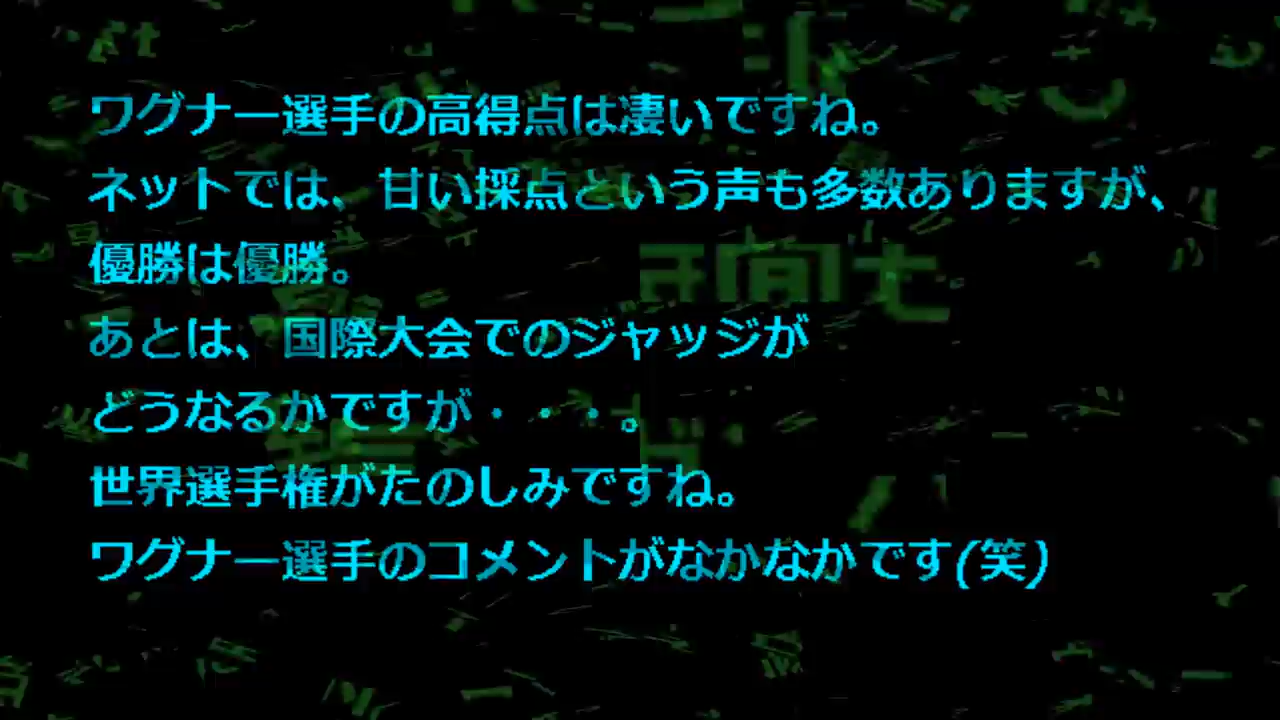 ワグナー選手の高得点は凄いですね。
ネットでは、甘い採点という声も多数ありますが、
優勝は優勝。
あとは、国際大会でのジャッジが
どうなるかですが・・・。
世界選手権がたのしみですね。
ワグナー選手のコメントがなかなかです(笑)